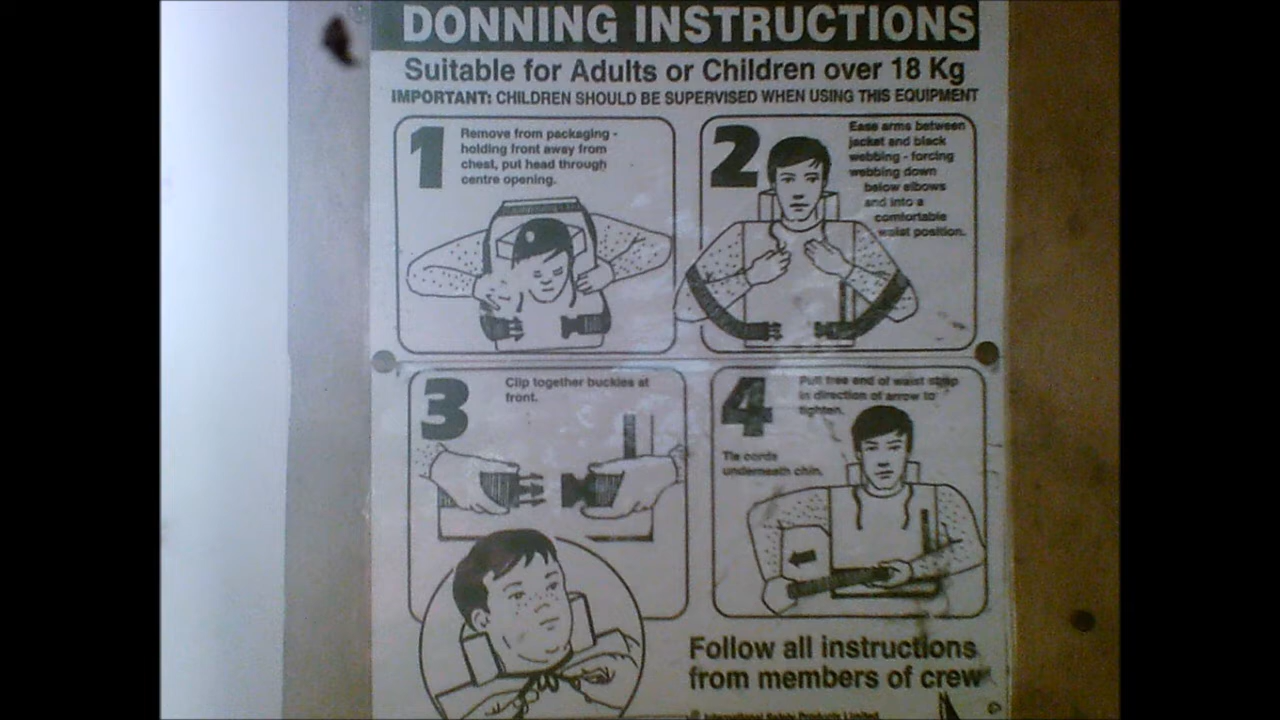 DONNING INSTRUCTIONS
Suitable for Adults or Children over 18 Kg
IMPORTANT: CHILDREN SHOULD BE SUPERVISED WHEN USING THIS EQUIPMENT
1
Remove from packaging -
holding front away from
chest, put head through
centre opening.
2
Ease arms between
jacket and black
webbing - forcing
webbing down
below elbows
and into a
comfortable
waist position.
3
Clip together buckles at
front.
4
Pull free end of waist strap
in direction of arrow to
tighten.
Tie cords
underneath chin.
Follow all instructions
from members of crew
© International Safety Products Limited